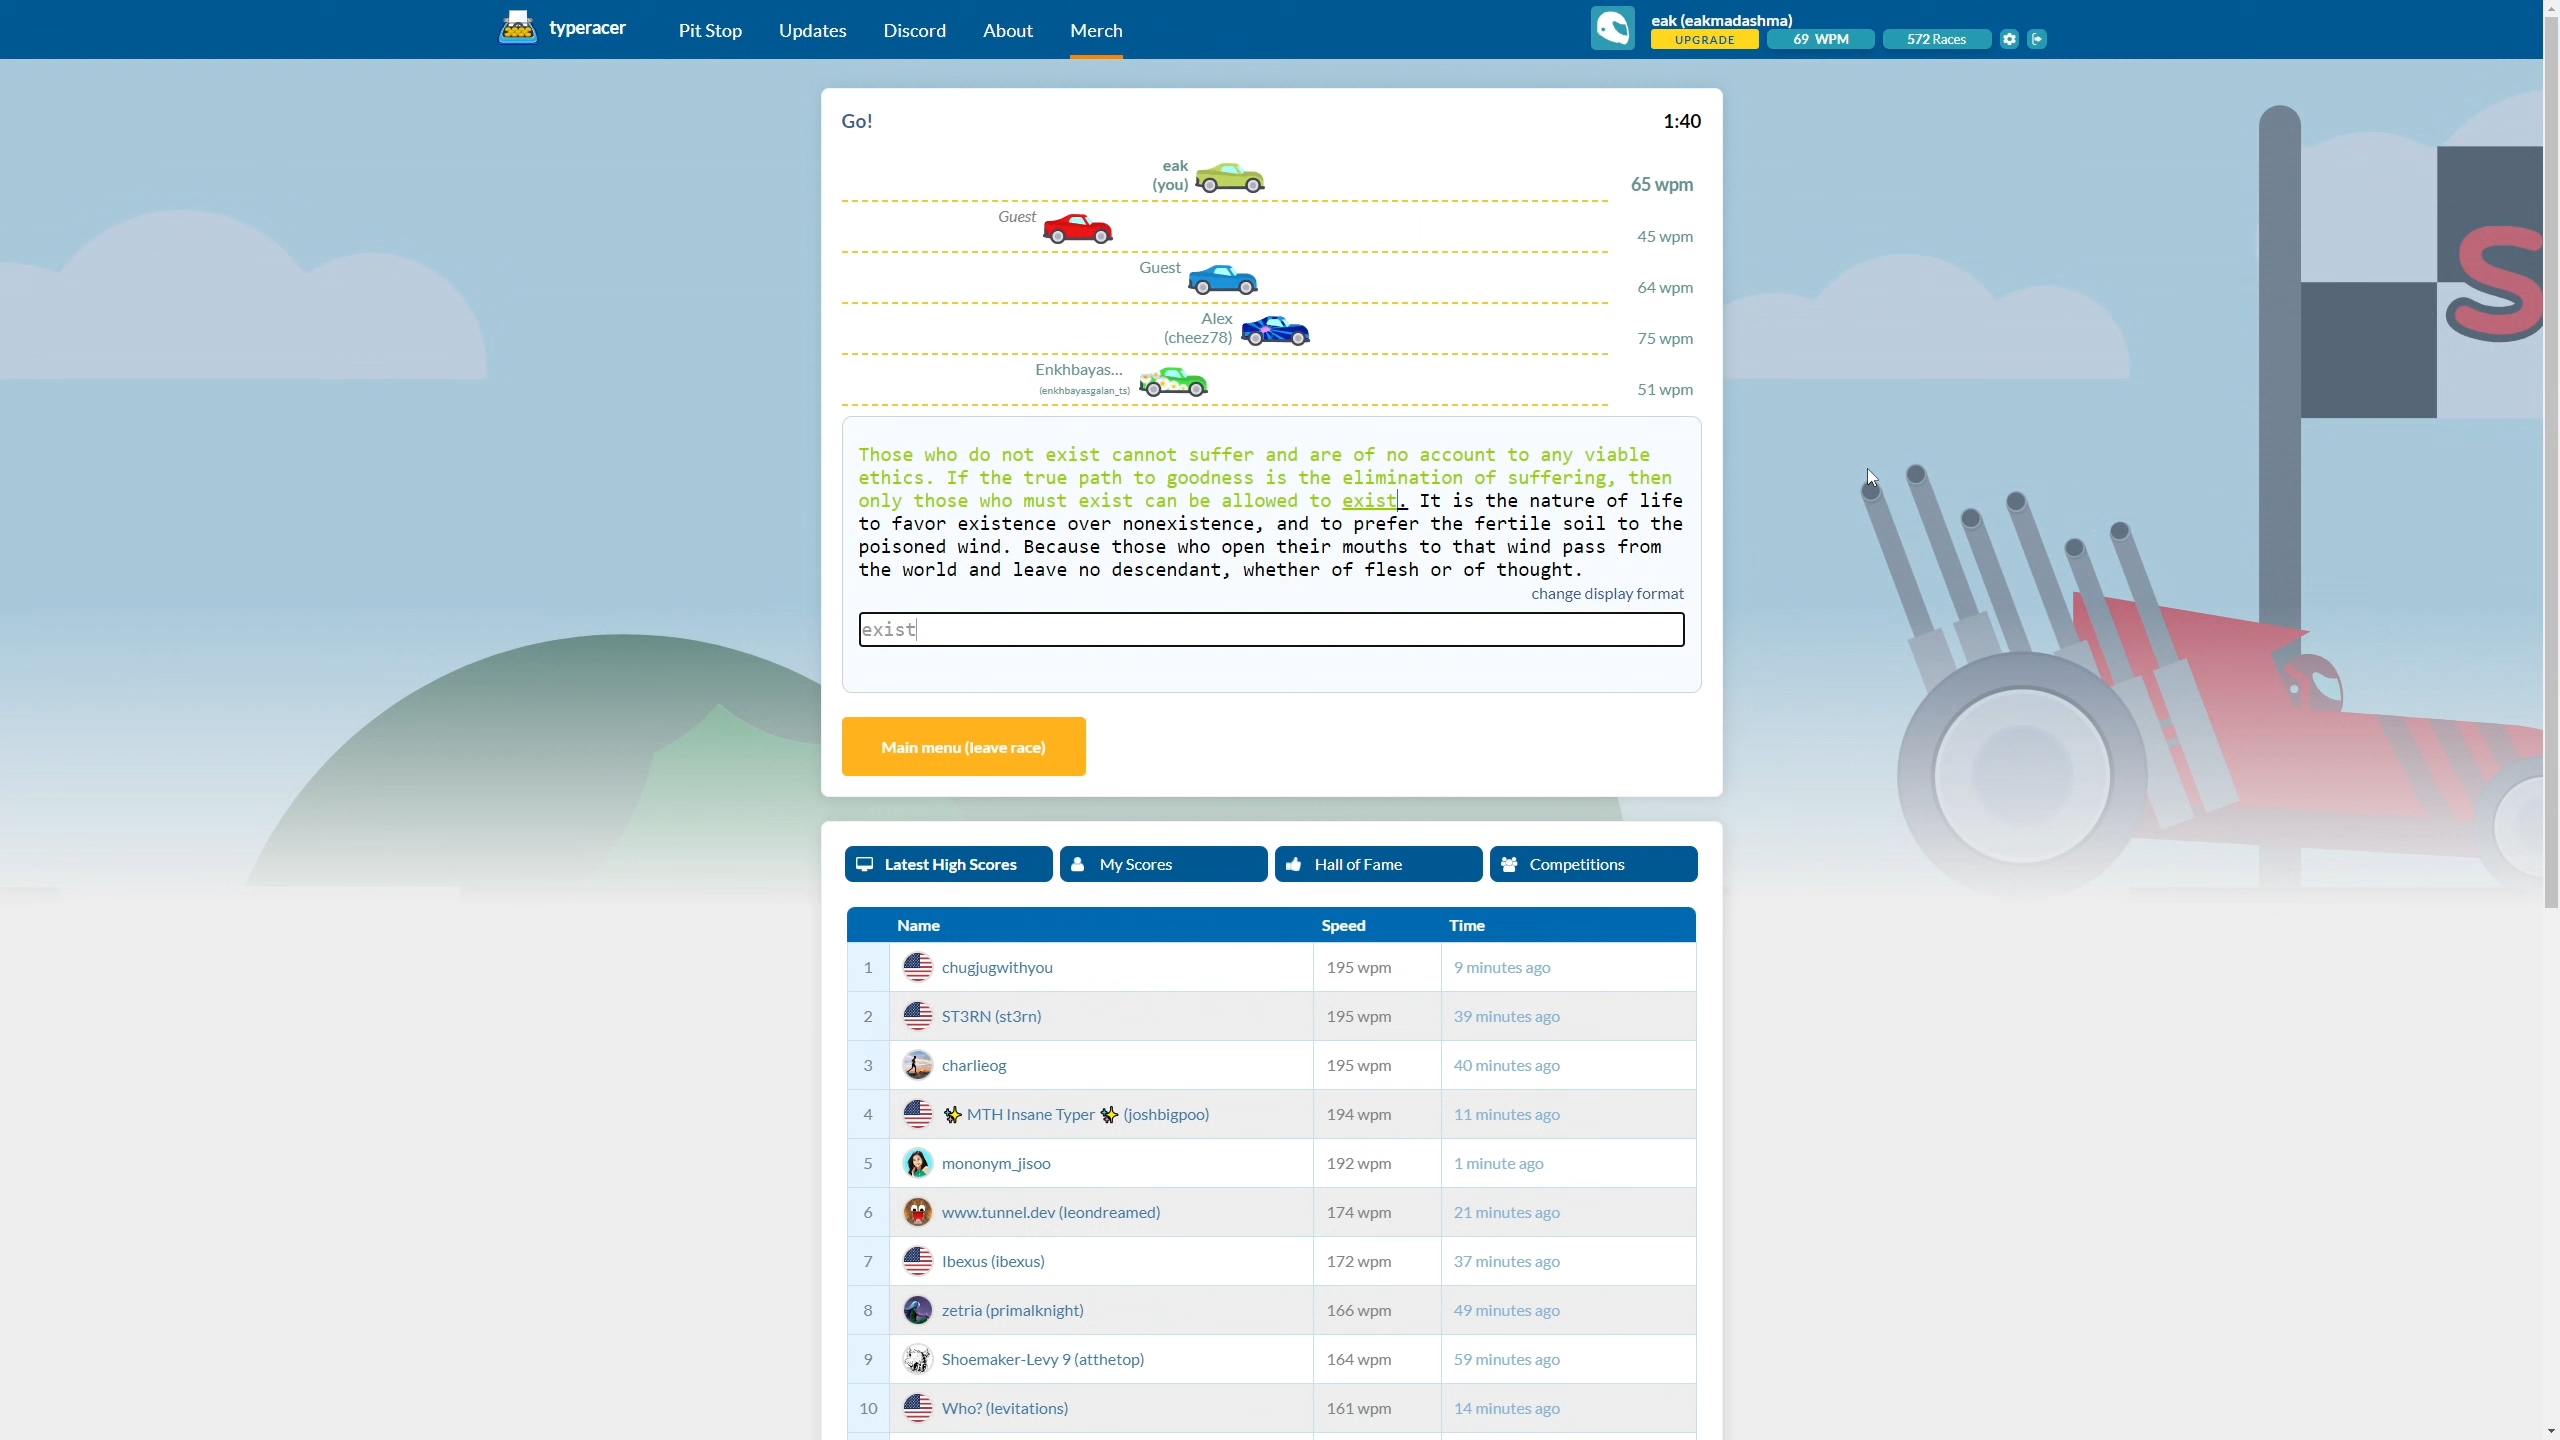 typeracer
Pit Stop
Updates
Discord
About
Merch
eak (eakmadashma)
UPGRADE
69 WPM
572 Races
Go!
1:40
eak
(you)
65 wpm
Guest
45 wpm
Guest
64 wpm
Alex
(cheez78)
75 wpm
Enkhbayas...
(enkhbayasgalan_ts)
51 wpm
Those who do not exist cannot suffer and are of no account to any viable
ethics. If the true path to goodness is the elimination of suffering, then
only those who must exist can be allowed to exist. It is the nature of life
to favor existence over nonexistence, and to prefer the fertile soil to the
poisoned wind. Because those who open their mouths to that wind pass from
the world and leave no descendant, whether of flesh or of thought.
change display format
exist
Main menu (leave race)
S
Latest High Scores
My Scores
Hall of Fame
Competitions
Name Speed Time
1 chugjugwithyou 195 wpm 9 minutes ago
2 ST3RN (st3rn) 195 wpm 39 minutes ago
3 charlieog 195 wpm 40 minutes ago
4 ✨ MTH Insane Typer ✨ (joshbigpoo) 194 wpm 11 minutes ago
5 mononym_jisoo 192 wpm 1 minute ago
6 www.tunnel.dev (leondreamed) 174 wpm 21 minutes ago
7 Ibexus (ibexus) 172 wpm 37 minutes ago
8 zetria (primalknight) 166 wpm 49 minutes ago
9 Shoemaker-Levy 9 (atthetop) 164 wpm 59 minutes ago
10 Who? (levitations) 161 wpm 14 minutes ago